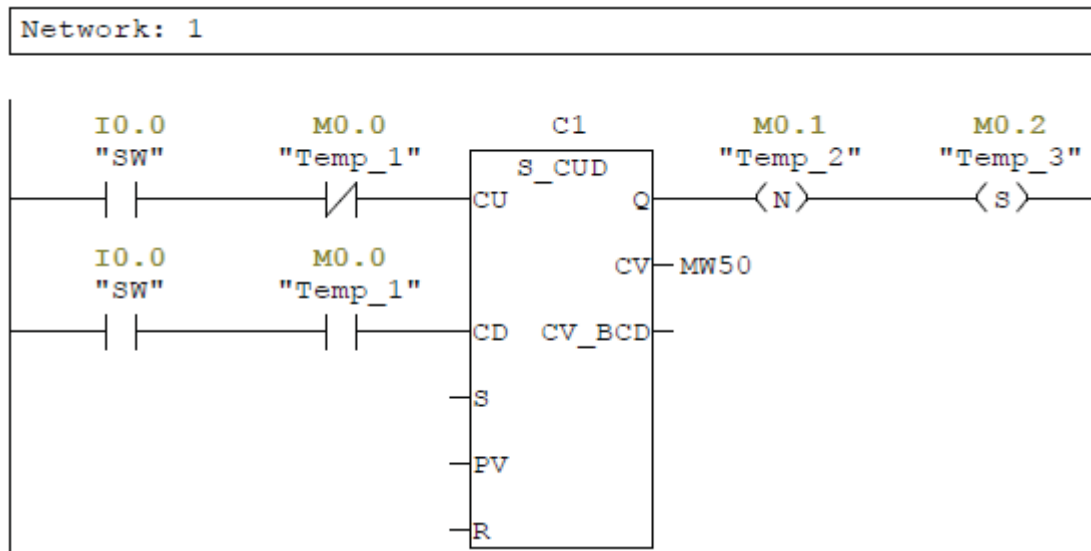 Network: 1
I0.0 M0.0 C1 M0.1 M0.2
"SW" "Temp_1" S_CUD "Temp_2" "Temp_3"
CU Q N S
I0.0 M0.0 CV MW50
"SW" "Temp_1"
CD CV_BCD
S
PV
R